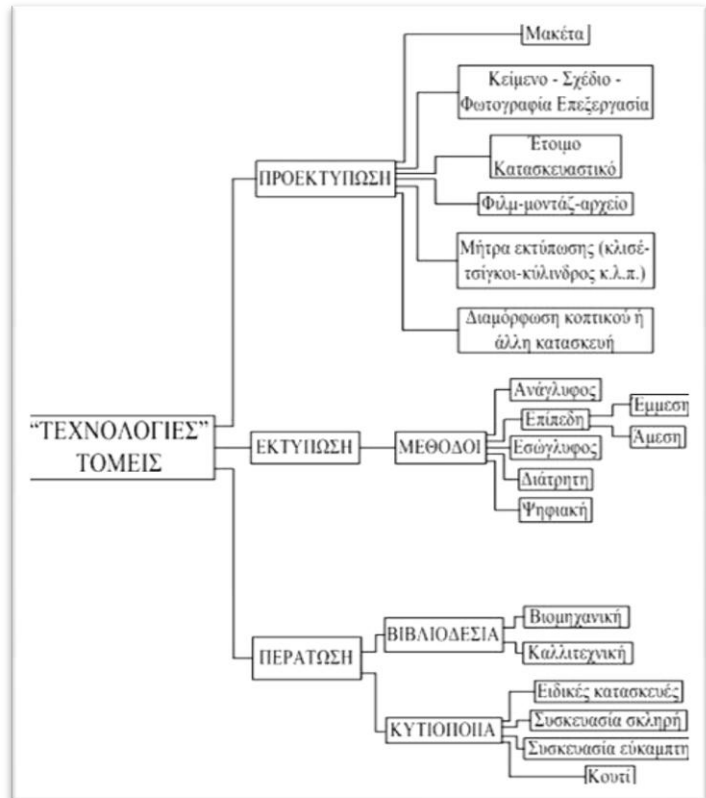 Μακέτα
Κείμενο - Σχέδιο -
Φωτογραφία Επεξεργασία
Έτοιμο
Κατασκευαστικό
ΠΡΟΕΚΤΥΠΩΣΗ
Φιλμ-μοντάζ-αρχείο
Μήτρα εκτύπωσης (κλισέ-
τσίγκοι-κύλινδρος κ.λ.π.)
Διαμόρφωση κοπτικού ή
άλλη κατασκευή
“ΤΕΧΝΟΛΟΓΙΕΣ”
ΤΟΜΕΙΣ
ΕΚΤΥΠΩΣΗ
ΜΕΘΟΔΟΙ
Ανάγλυφος
Επίπεδη
Έμμεση
Άμεση
Εσώγλυφος
Διάτρητη
Ψηφιακή
ΠΕΡΑΤΩΣΗ
ΒΙΒΛΙΟΔΕΣΙΑ
Βιομηχανική
Καλλιτεχνική
ΚΥΤΙΟΠΟΙΙΑ
Ειδικές κατασκευές
Συσκευασία σκληρή
Συσκευασία εύκαμπτη
Κουτί